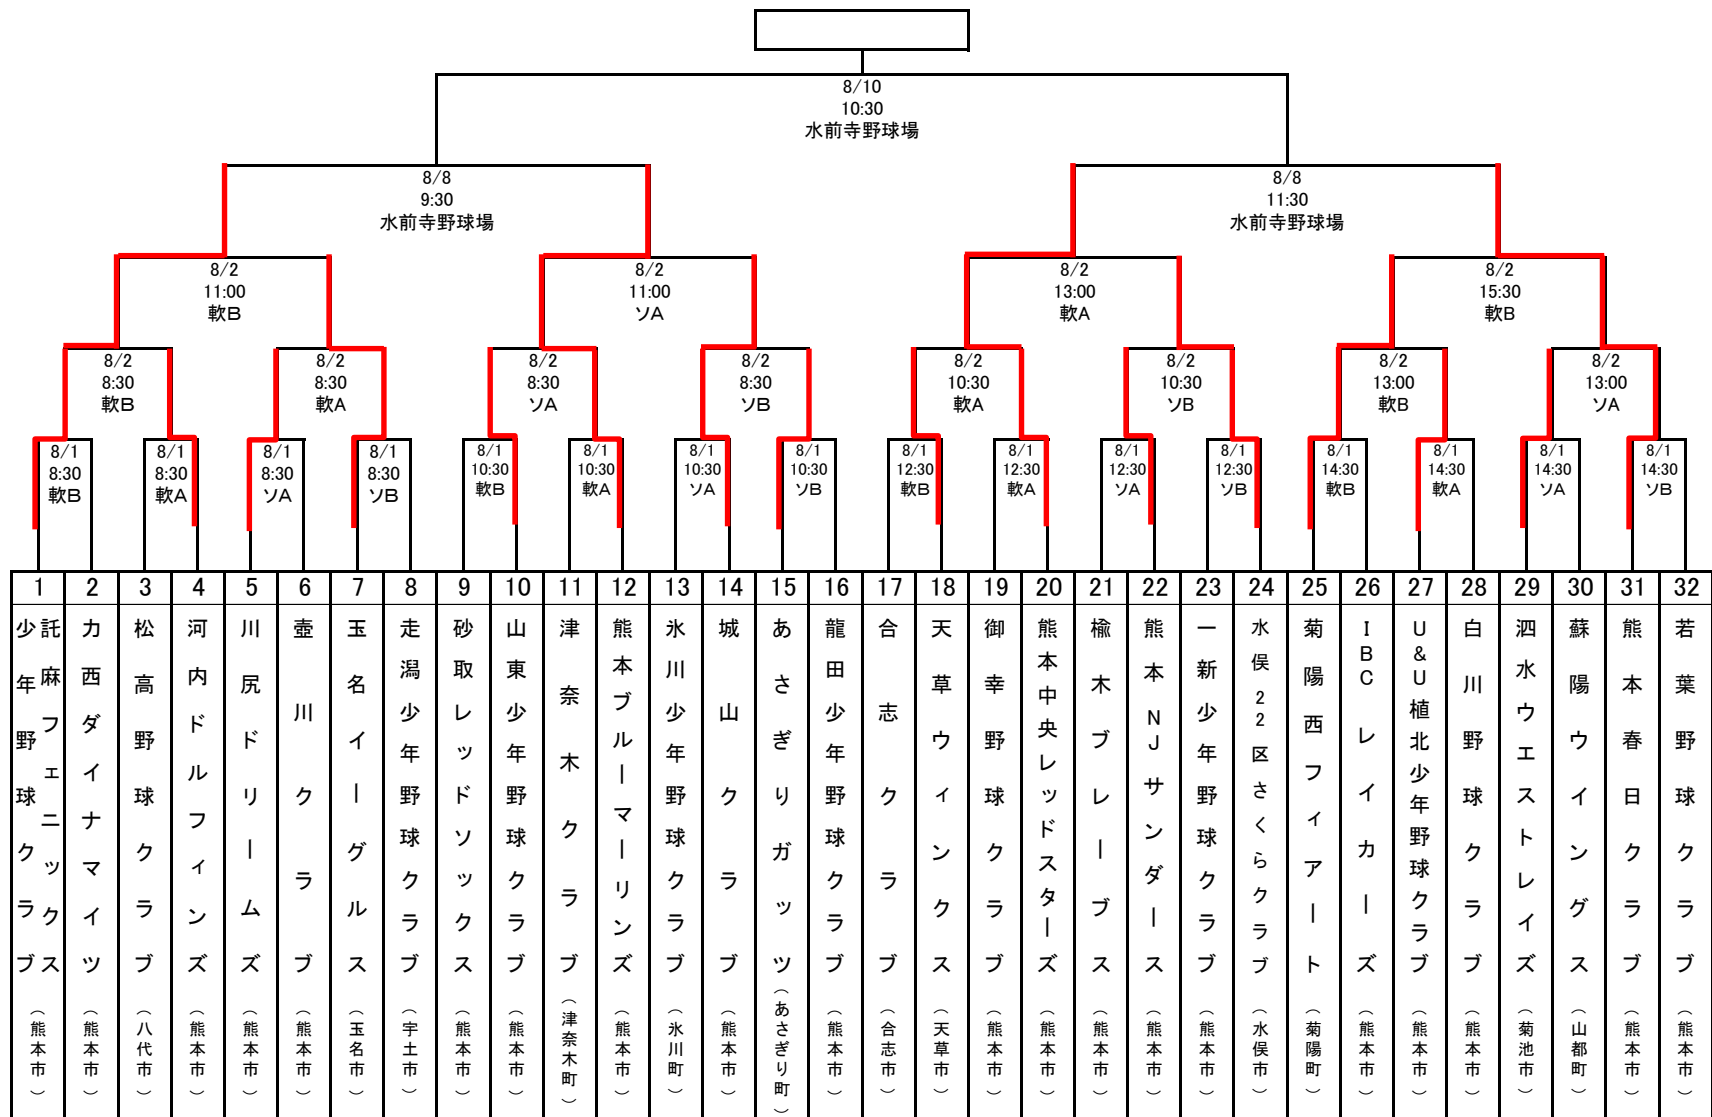 8/10
10:30
水前寺野球場
8/8
9:30
水前寺野球場
8/8
11:30
水前寺野球場
8/2
11:00
軟B
8/2
11:00
ソA
8/2
13:00
軟A
8/2
15:30
軟B
8/2
8:30
軟B
8/2
8:30
軟A
8/2
8:30
ソA
8/2
8:30
ソB
8/2
10:30
軟A
8/2
10:30
ソB
8/2
13:00
軟B
8/2
13:00
ソA
8/1
8:30
軟B
8/1
8:30
軟A
8/1
8:30
ソA
8/1
8:30
ソB
8/1
10:30
軟B
8/1
10:30
軟A
8/1
10:30
ソA
8/1
10:30
ソB
8/1
12:30
軟B
8/1
12:30
軟A
8/1
12:30
ソA
8/1
12:30
ソB
8/1
14:30
軟B
8/1
14:30
軟A
8/1
14:30
ソA
8/1
14:30
ソB
1
託麻フェニックス
少年野球クラブ
（熊本市）
2
力西ダイナマイツ
（熊本市）
3
松高野球クラブ
（八代市）
4
河内ドルフィンズ
（熊本市）
5
川尻ドリームズ
（熊本市）
6
壺川クラブ
（熊本市）
7
玉名イーグルス
（玉名市）
8
走潟少年野球クラブ
（宇土市）
9
砂取レッドソックス
（熊本市）
10
山東少年野球クラブ
（熊本市）
11
津奈木クラブ
（津奈木町）
12
熊本ブルーマーリンズ
（熊本市）
13
氷川少年野球クラブ
（氷川町）
14
城山クラブ
（熊本市）
15
あさぎりガッツ
（あさぎり町）
16
龍田少年野球クラブ
（熊本市）
17
合志クラブ
（合志市）
18
天草ウィンクス
（天草市）
19
御幸野球クラブ
（熊本市）
20
熊本中央レッドスターズ
（熊本市）
21
楡木ブレーブス
（熊本市）
22
熊本NJサンダース
（熊本市）
23
一新少年野球クラブ
（熊本市）
24
水俣22区さくらクラブ
（水俣市）
25
菊陽西フィアート
（菊陽町）
26
IBCレイカーズ
（熊本市）
27
U&U植北少年野球クラブ
（熊本市）
28
白川野球クラブ
（熊本市）
29
泗水ウエストレイズ
（菊池市）
30
蘇陽ウイングス
（山都町）
31
熊本春日クラブ
（熊本市）
32
若葉野球クラブ
（熊本市）